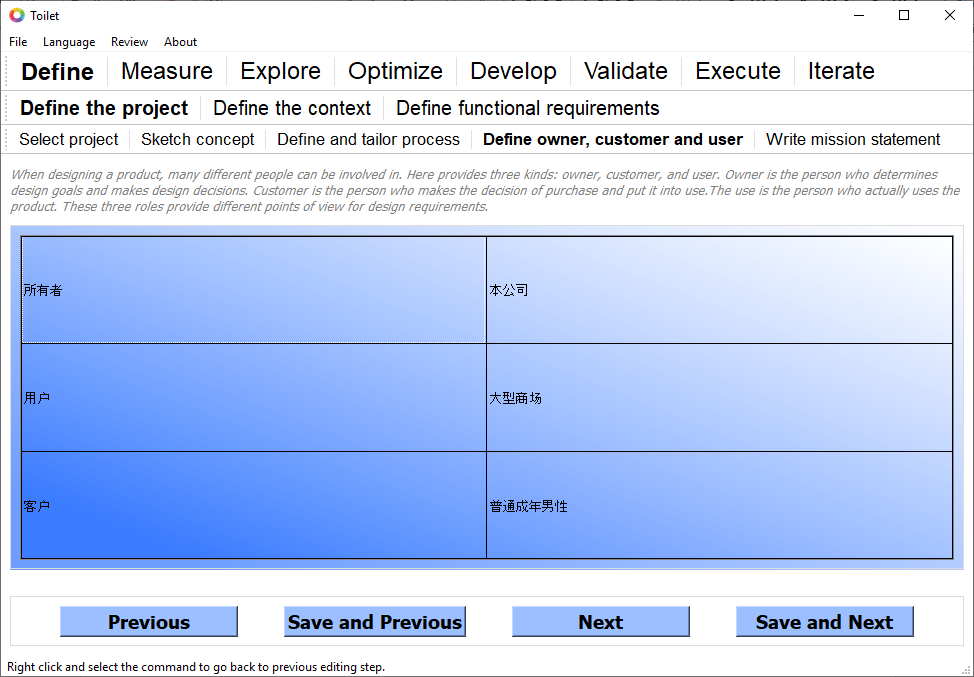 Toilet
File Language Review About
Define Measure Explore Optimize Develop Validate Execute Iterate
Define the project Define the context Define functional requirements
Select project Sketch concept Define and tailor process Define owner, customer and user Write mission statement
When designing a product, many different people can be involved in. Here provides three kinds: owner, customer, and user. Owner is the person who determines
design goals and makes design decisions. Customer is the person who makes the decision of purchase and put it into use.The use is the person who actually uses the
product. These three roles provide different points of view for design requirements.
所有者 本公司
用户 大型商场
客户 普通成年男性
Previous Save and Previous Next Save and Next
Right click and select the command to go back to previous editing step.